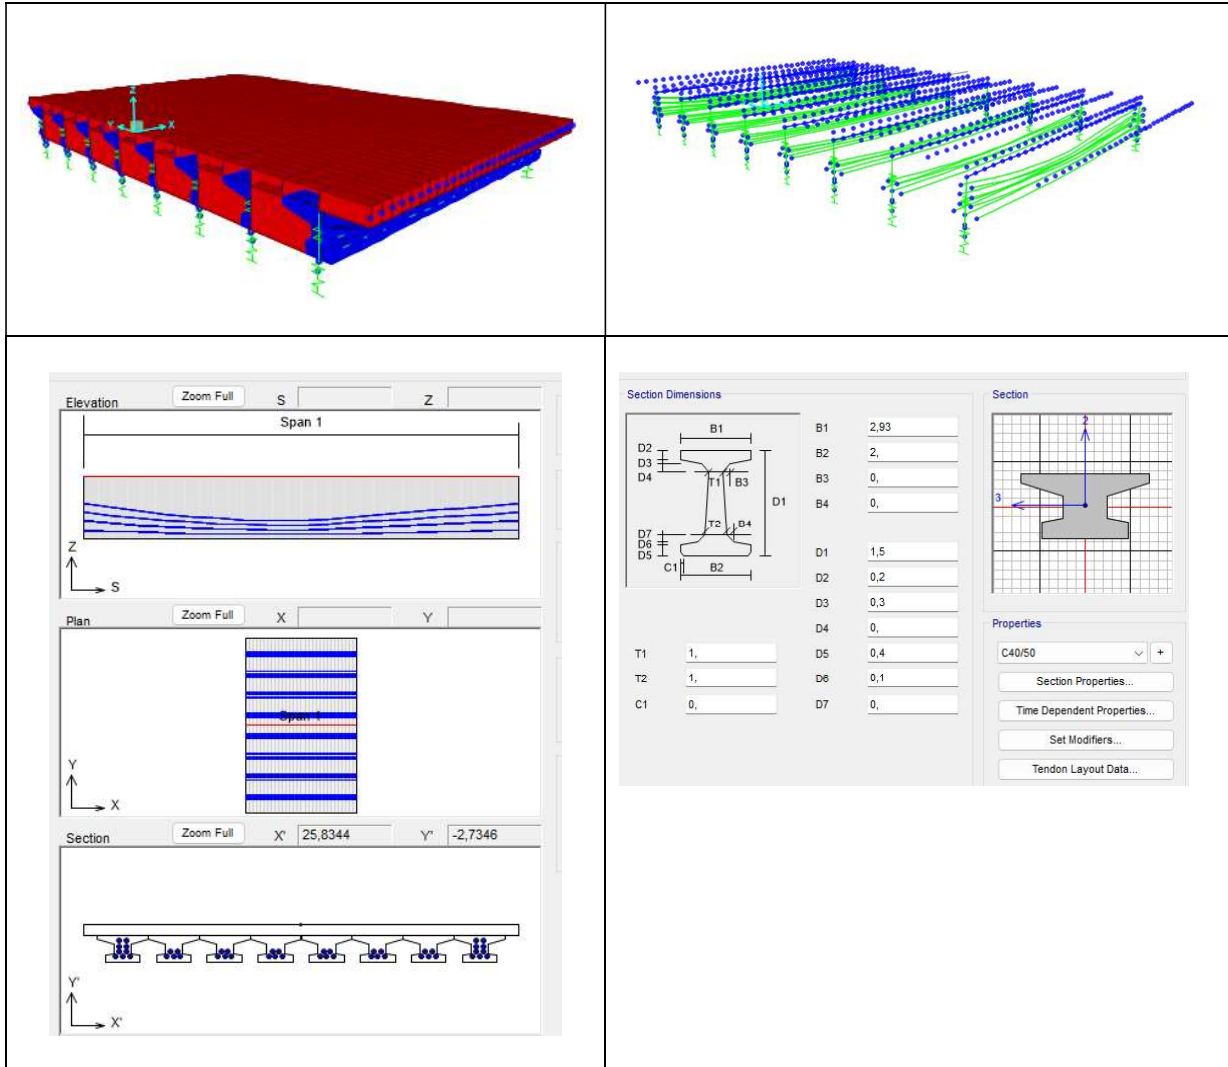 Z
Y
X
Elevation
Zoom Full
S
Z
Span 1
Z
S
Plan
Zoom Full
X
Y
Span 1
Y
X
Section
Zoom Full
X'
25,8344
Y'
-2,7346
Y'
X'
Section Dimensions
B1
D2
D3
D4
T1
B3
D1
T2
B4
D7
D6
D5
C1
B2
B1 2,93
B2 2,
B3 0,
B4 0,
D1 1,5
D2 0,2
D3 0,3
D4 0,
T1 1,
D5 0,4
T2 1,
D6 0,1
C1 0,
D7 0,
Section
2
3
Properties
C40/50
+
Section Properties...
Time Dependent Properties...
Set Modifiers...
Tendon Layout Data...